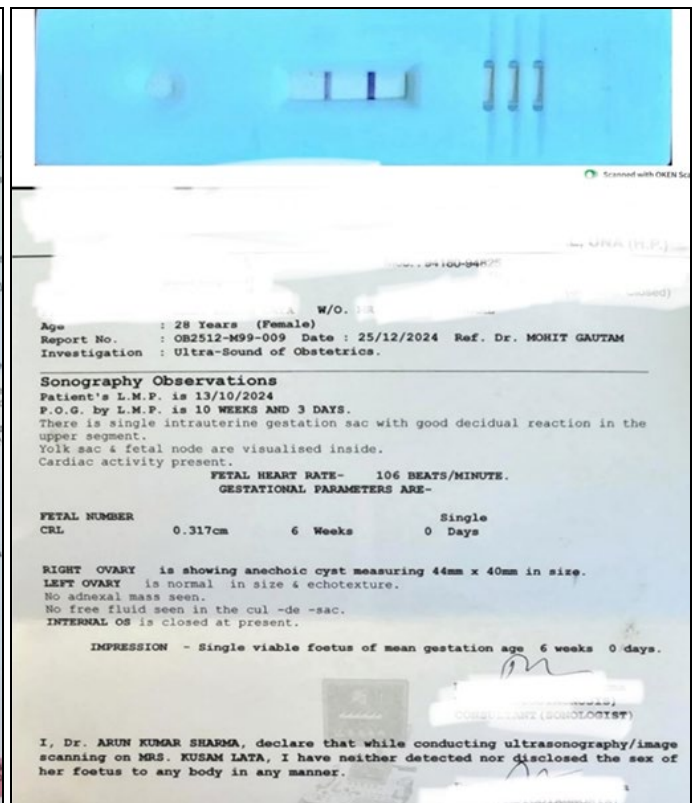 Scanned with OKEN Sca
UNA (H.P.)
94180-9482
W/O.
Age : 28 Years (Female)
Report No. : OB2512-M99-009 Date : 25/12/2024 Ref. Dr. MOHIT GAUTAM
Investigation : Ultra-Sound of Obstetrics.
Sonography Observations
Patient's L.M.P. is 13/10/2024
P.O.G. by L.M.P. is 10 WEEKS AND 3 DAYS.
There is single intrauterine gestation sac with good decidual reaction in the
upper segment.
Yolk sac & fetal node are visualised inside.
Cardiac activity present.
FETAL HEART RATE- 106 BEATS/MINUTE.
GESTATIONAL PARAMETERS ARE-
FETAL NUMBER Single
CRL 0.317cm 6 Weeks 0 Days
RIGHT OVARY is showing anechoic cyst measuring 44mm x 40mm in size.
LEFT OVARY is normal in size & echotexture.
No adnexal mass seen.
No free fluid seen in the cul -de -sac.
INTERNAL OS is closed at present.
IMPRESSION - Single viable foetus of mean gestation age 6 weeks 0 days.
CONSULTANT (SONOLOGIST)
I, Dr. ARUN KUMAR SHARMA, declare that while conducting ultrasonography/image
scanning on MRS. KUSAM LATA, I have neither detected nor disclosed the sex of
her foetus to any body in any manner.